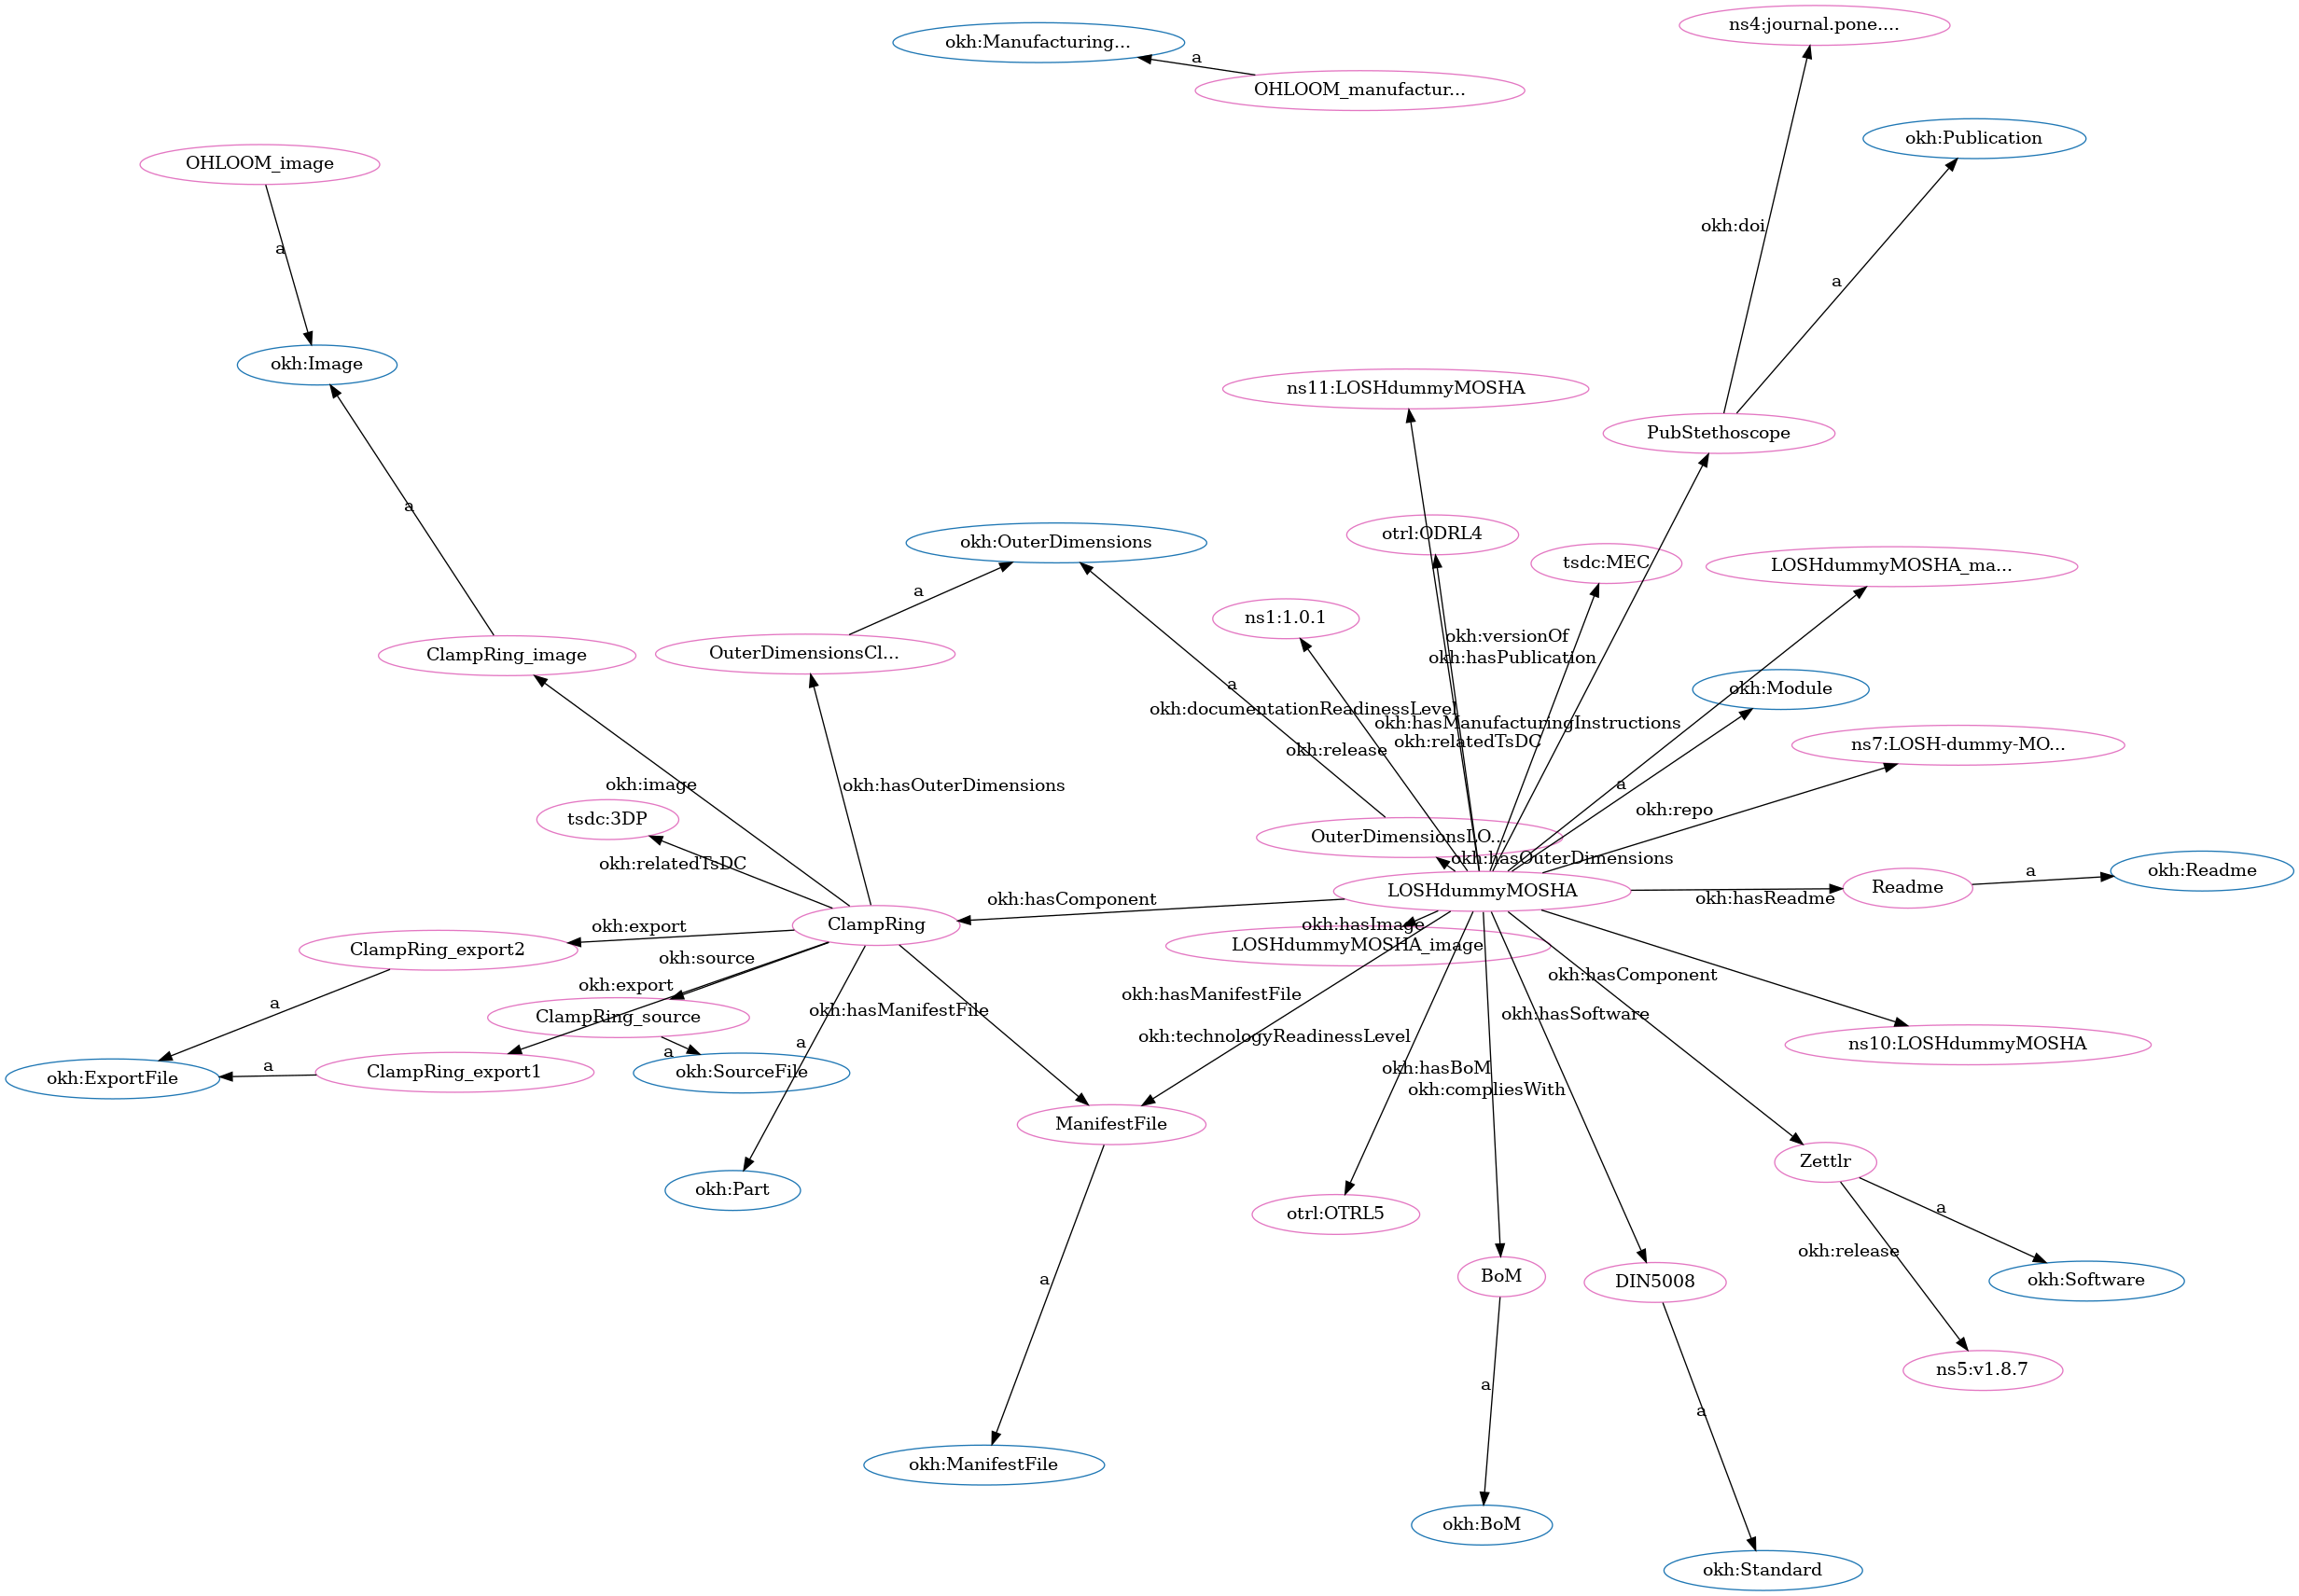 ns4:journal.pone....
okh:Manufacturing...
a
OHLOOM_manufactur...
okh:Publication
OHLOOM_image
okh:doi
a
a
okh:Image
ns11:LOSHdummyMOSHA
PubStethoscope
a
otrl:ODRL4
okh:OuterDimensions
tsdc:MEC
LOSHdummyMOSHA_ma...
a
ns1:1.0.1
okh:versionOf
ClampRing_image
OuterDimensionsCl...
okh:hasPublication
a
okh:Module
okh:documentationReadinessLevel
okh:hasManufacturingInstructions
okh:relatedTsDC
ns7:LOSH-dummy-MO...
okh:release
okh:image
okh:hasOuterDimensions
a
okh:repo
tsdc:3DP
OuterDimensionsLO...
okh:relatedTsDC
okh:hasOuterDimensions
okh:Readme
a
LOSHdummyMOSHA
Readme
okh:hasComponent
okh:hasReadme
okh:export
ClampRing
okh:hasImage
ClampRing_export2
LOSHdummyMOSHA_image
okh:source
okh:hasComponent
okh:export
okh:hasManifestFile
a
okh:hasManifestFile
okh:hasSoftware
ClampRing_source
okh:technologyReadinessLevel
a
ns10:LOSHdummyMOSHA
a
a
okh:ExportFile
ClampRing_export1
okh:SourceFile
okh:hasBoM
okh:compliesWith
ManifestFile
Zettlr
okh:Part
otrl:OTRL5
a
okh:release
a
BoM
DIN5008
okh:Software
ns5:v1.8.7
a
a
okh:ManifestFile
okh:BoM
okh:Standard